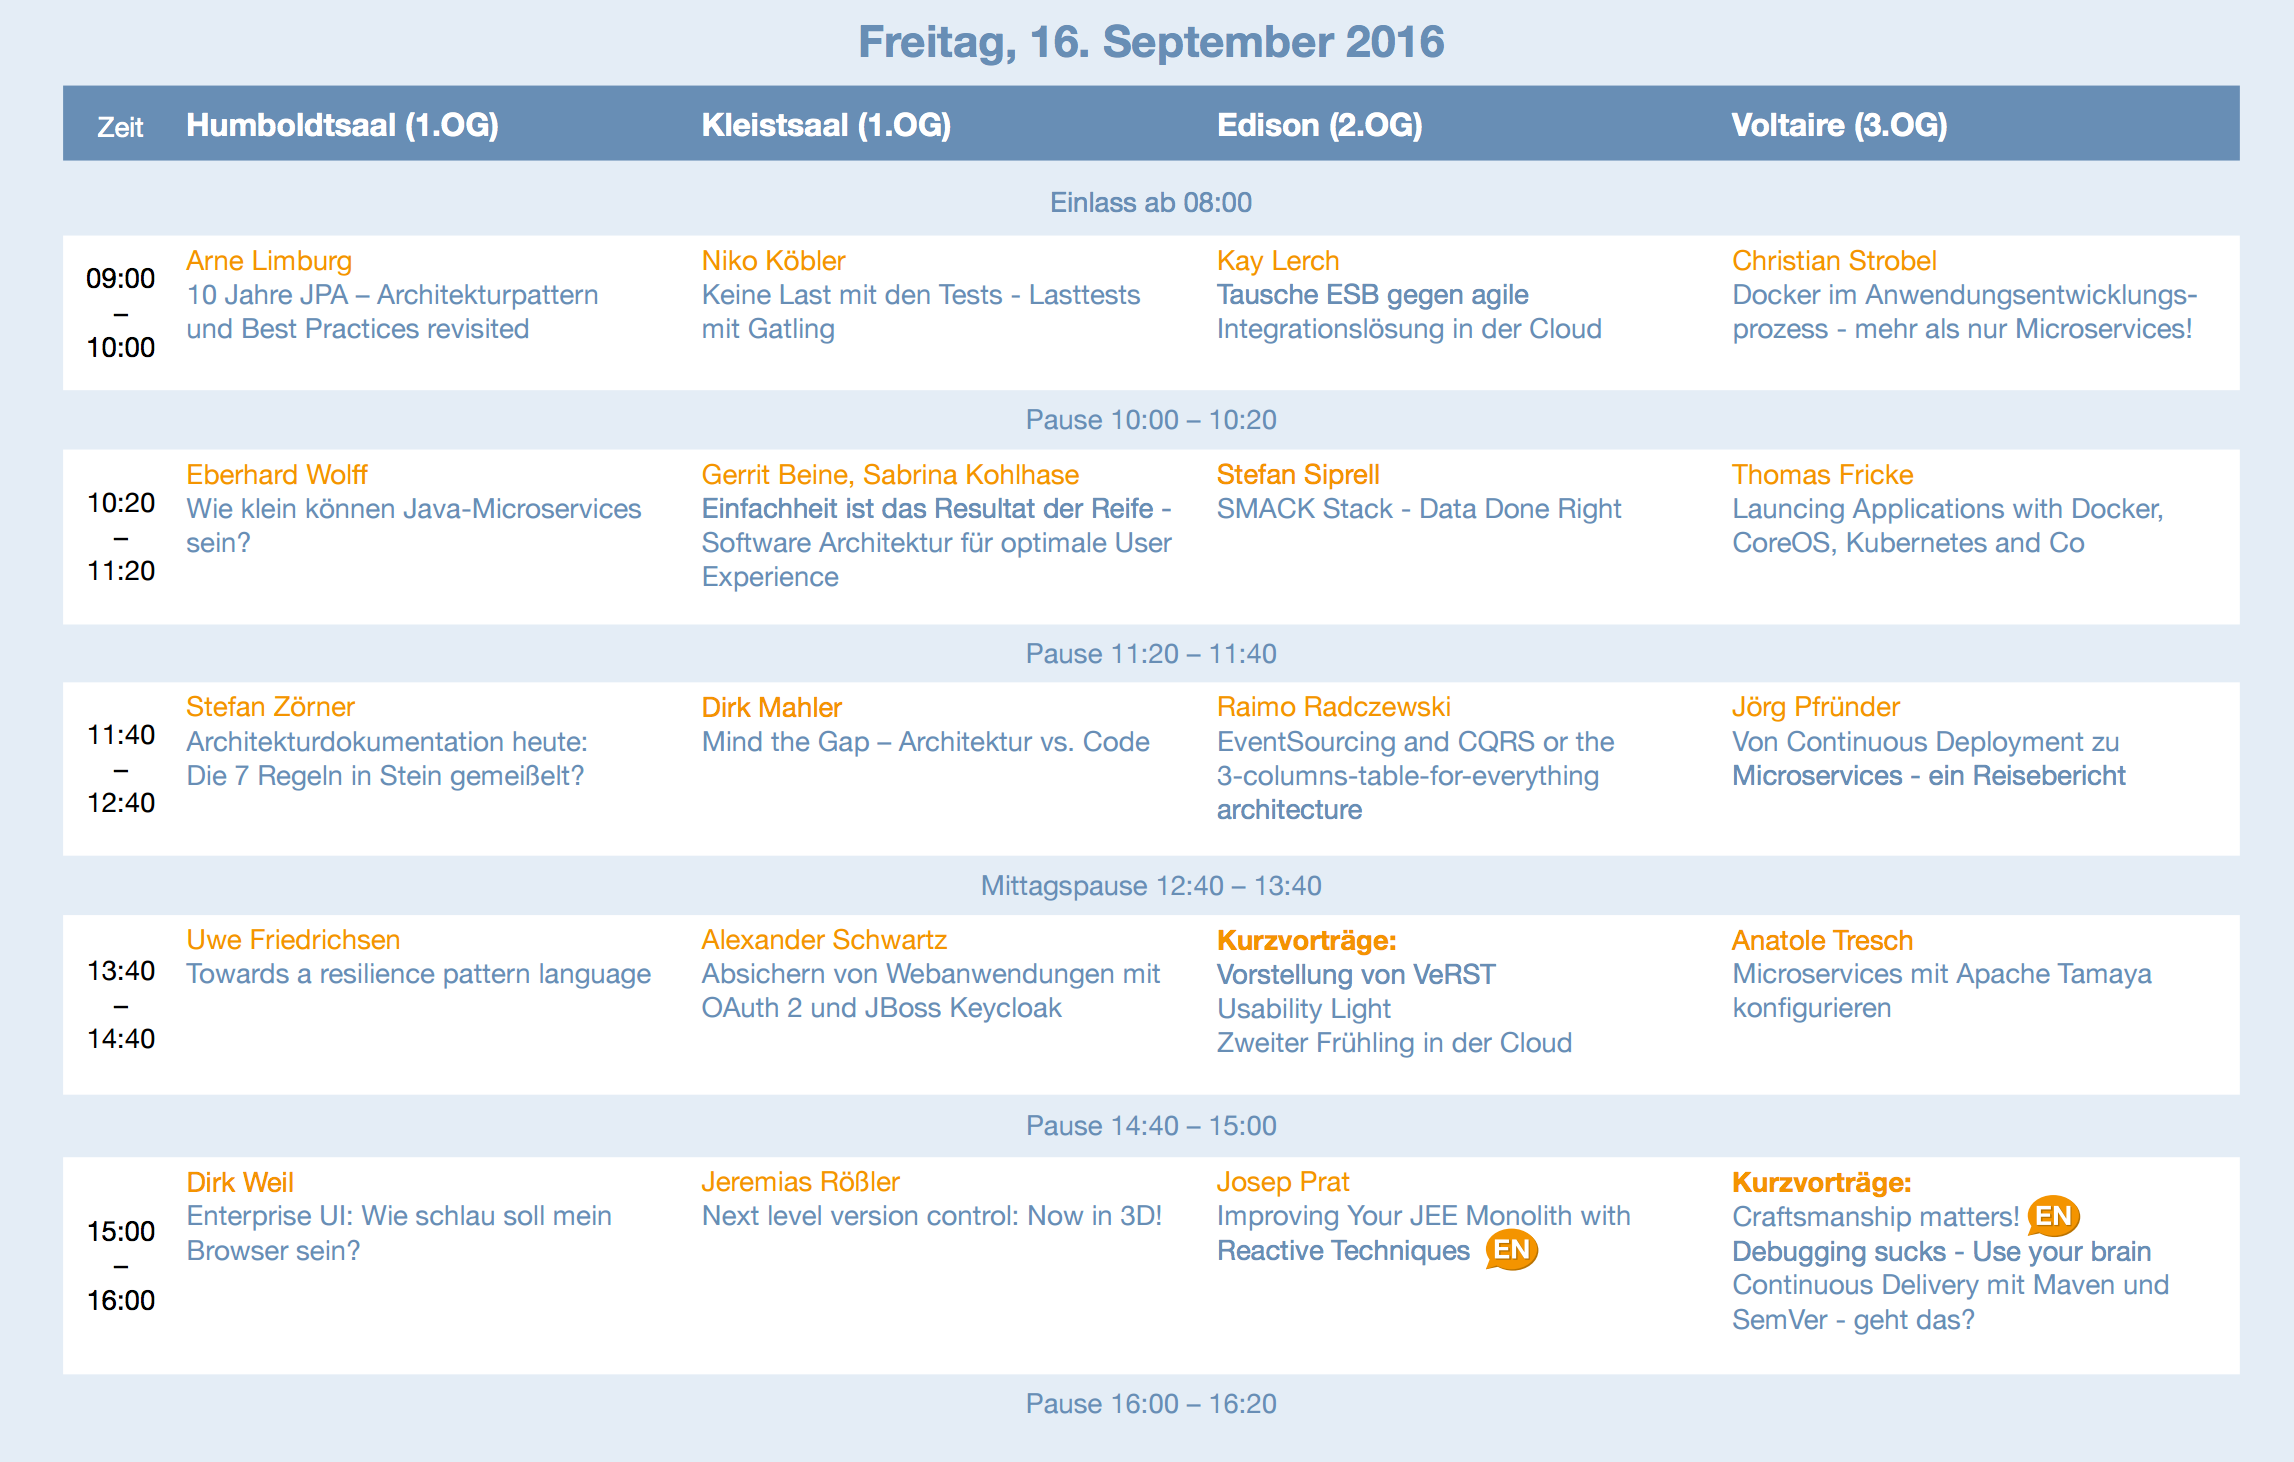 Freitag, 16. September 2016
Zeit
Humboldtsaal (1.OG)
Kleistsaal (1.OG)
Edison (2.OG)
Voltaire (3.OG)
Einlass ab 08:00
09:00
–
10:00
Arne Limburg
10 Jahre JPA – Architekturpattern
und Best Practices revisited
Niko Köbler
Keine Last mit den Tests - Lasttests
mit Gatling
Kay Lerch
Tausche ESB gegen agile
Integrationslösung in der Cloud
Christian Strobel
Docker im Anwendungsentwicklungs-
prozess - mehr als nur Microservices!
Pause 10:00 – 10:20
10:20
–
11:20
Eberhard Wolff
Wie klein können Java-Microservices
sein?
Gerrit Beine, Sabrina Kohlhase
Einfachheit ist das Resultat der Reife -
Software Architektur für optimale User
Experience
Stefan Siprell
SMACK Stack - Data Done Right
Thomas Fricke
Launcing Applications with Docker,
CoreOS, Kubernetes and Co
Pause 11:20 – 11:40
11:40
–
12:40
Stefan Zörner
Architekturdokumentation heute:
Die 7 Regeln in Stein gemeißelt?
Dirk Mahler
Mind the Gap – Architektur vs. Code
Raimo Radczewski
EventSourcing and CQRS or the
3-columns-table-for-everything
architecture
Jörg Pfründer
Von Continuous Deployment zu
Microservices - ein Reisebericht
Mittagspause 12:40 – 13:40
13:40
–
14:40
Uwe Friedrichsen
Towards a resilience pattern language
Alexander Schwartz
Absichern von Webanwendungen mit
OAuth 2 und JBoss Keycloak
Kurzvorträge:
Vorstellung von VeRST
Usability Light
Zweiter Frühling in der Cloud
Anatole Tresch
Microservices mit Apache Tamaya
konfigurieren
Pause 14:40 – 15:00
15:00
–
16:00
Dirk Weil
Enterprise UI: Wie schlau soll mein
Browser sein?
Jeremias Rößler
Next level version control: Now in 3D!
Josep Prat
Improving Your JEE Monolith with
Reactive Techniques EN
Kurzvorträge:
Craftsmanship matters! EN
Debugging sucks - Use your brain
Continuous Delivery mit Maven und
SemVer - geht das?
Pause 16:00 – 16:20